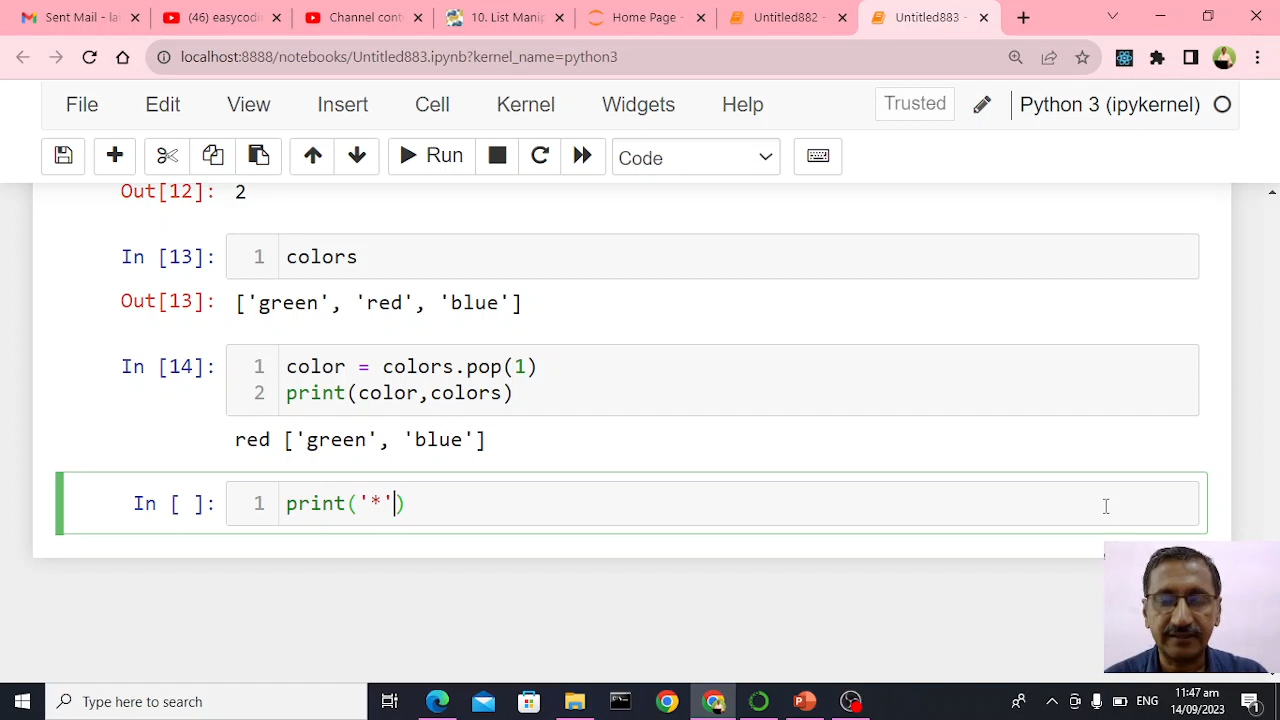 Sent Mail - la
(46) easycodi
Channel cont
10. List Mani
Home Page -
Untitled882 -
Untitled883 -
localhost:8888/notebooks/Untitled883.ipynb?kernel_name=python3
File Edit View Insert Cell Kernel Widgets Help Trusted Python 3 (ipykernel)
Run Code
Out[12]: 2
In [13]: 1 colors
Out[13]: ['green', 'red', 'blue']
In [14]: 1 color = colors.pop(1)
2 print(color,colors)
red ['green', 'blue']
In [ ]: 1 print('*')
Type here to search
ENG
11:47 am
14/09/2023
1